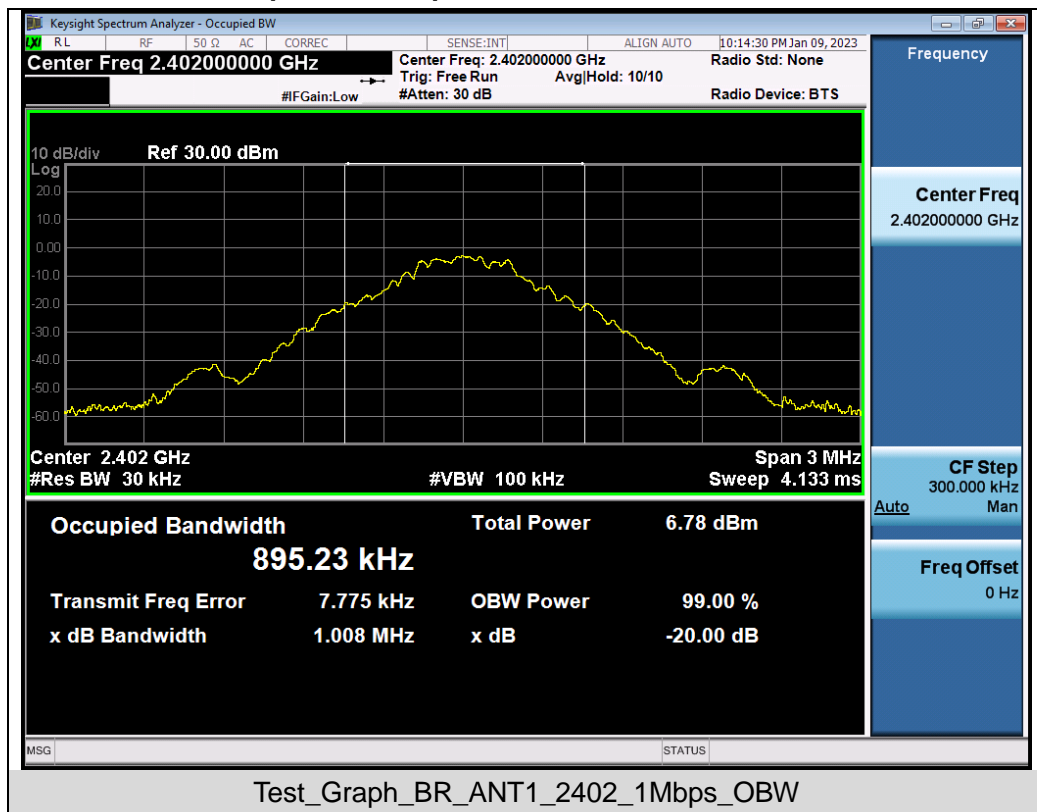 Keysight Spectrum Analyzer - Occupied BW
LXI RL RF 50 Ω AC CORREC SENSE:INT ALIGN AUTO 10:14:30 PM Jan 09, 2023
Center Freq 2.402000000 GHz Center Freq: 2.402000000 GHz Radio Std: None
Trig: Free Run Avg|Hold: 10/10
#IFGain:Low #Atten: 30 dB Radio Device: BTS
10 dB/div Ref 30.00 dBm
Log
20.0
10.0
0.00
-10.0
-20.0
-30.0
-40.0
-50.0
-60.0
Center 2.402 GHz Span 3 MHz
#Res BW 30 kHz #VBW 100 kHz Sweep 4.133 ms
Occupied Bandwidth Total Power 6.78 dBm
895.23 kHz
Transmit Freq Error 7.775 kHz OBW Power 99.00 %
x dB Bandwidth 1.008 MHz x dB -20.00 dB
MSG STATUS
Frequency
Center Freq
2.402000000 GHz
CF Step
300.000 kHz
Auto Man
Freq Offset
0 Hz
Test_Graph_BR_ANT1_2402_1Mbps_OBW